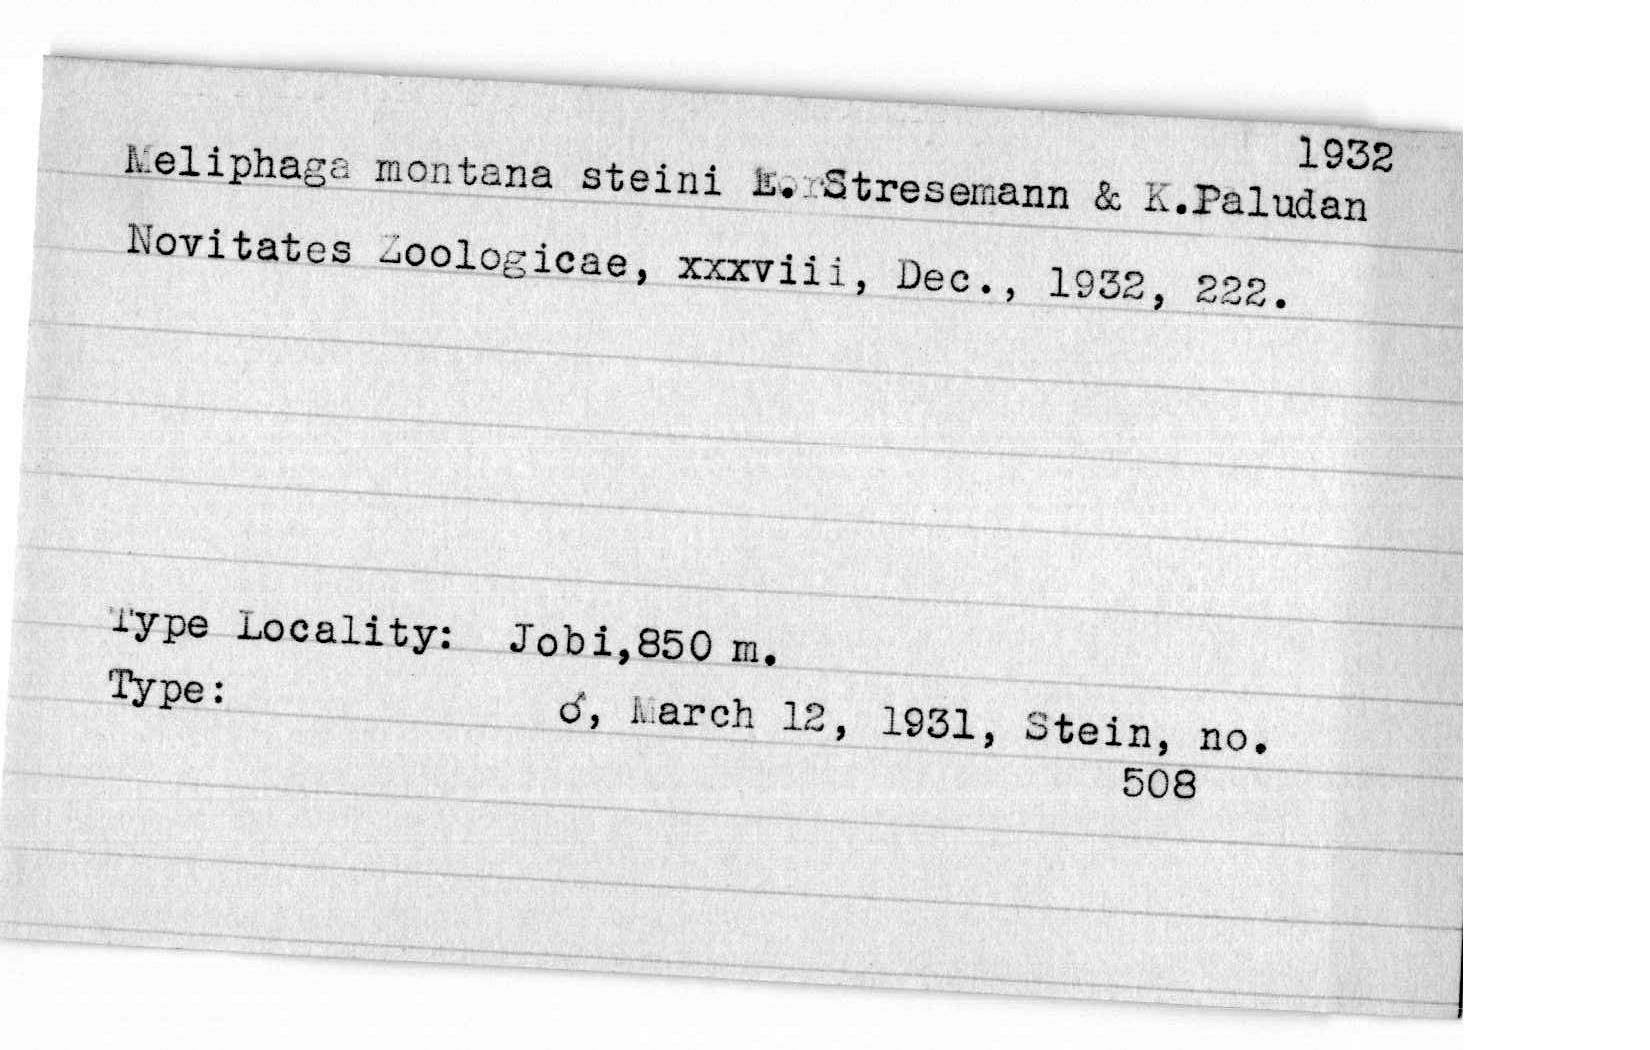 1932
Meliphaga montana steini E. Stresemann & K.Paludan
Novitates Zoologicae, xxxviii, Dec., 1932, 222.
Type Locality: Jobi,850 m.
Type: ♂, March 12, 1931, Stein, no.
508